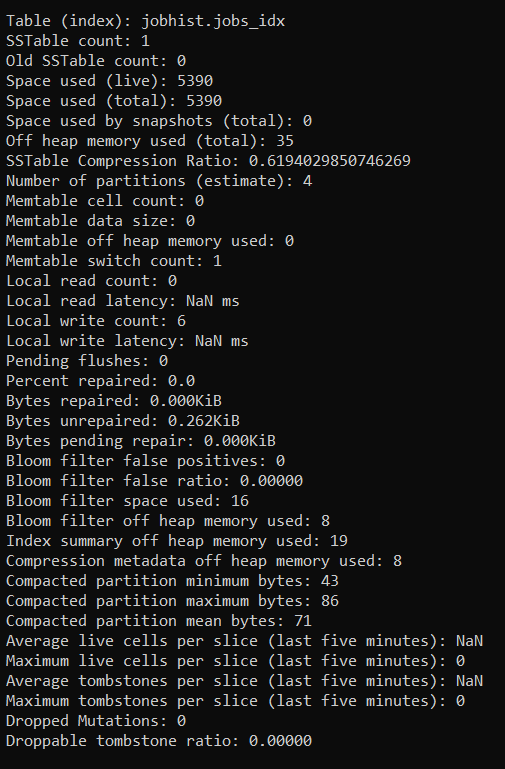 Table (index): jobhist.jobs_idx
SSTable count: 1
Old SSTable count: 0
Space used (live): 5390
Space used (total): 5390
Space used by snapshots (total): 0
Off heap memory used (total): 35
SSTable Compression Ratio: 0.6194029850746269
Number of partitions (estimate): 4
Memtable cell count: 0
Memtable data size: 0
Memtable off heap memory used: 0
Memtable switch count: 1
Local read count: 0
Local read latency: NaN ms
Local write count: 6
Local write latency: NaN ms
Pending flushes: 0
Percent repaired: 0.0
Bytes repaired: 0.000KiB
Bytes unrepaired: 0.262KiB
Bytes pending repair: 0.000KiB
Bloom filter false positives: 0
Bloom filter false ratio: 0.00000
Bloom filter space used: 16
Bloom filter off heap memory used: 8
Index summary off heap memory used: 19
Compression metadata off heap memory used: 8
Compacted partition minimum bytes: 43
Compacted partition maximum bytes: 86
Compacted partition mean bytes: 71
Average live cells per slice (last five minutes): NaN
Maximum live cells per slice (last five minutes): 0
Average tombstones per slice (last five minutes): NaN
Maximum tombstones per slice (last five minutes): 0
Dropped Mutations: 0
Droppable tombstone ratio: 0.00000